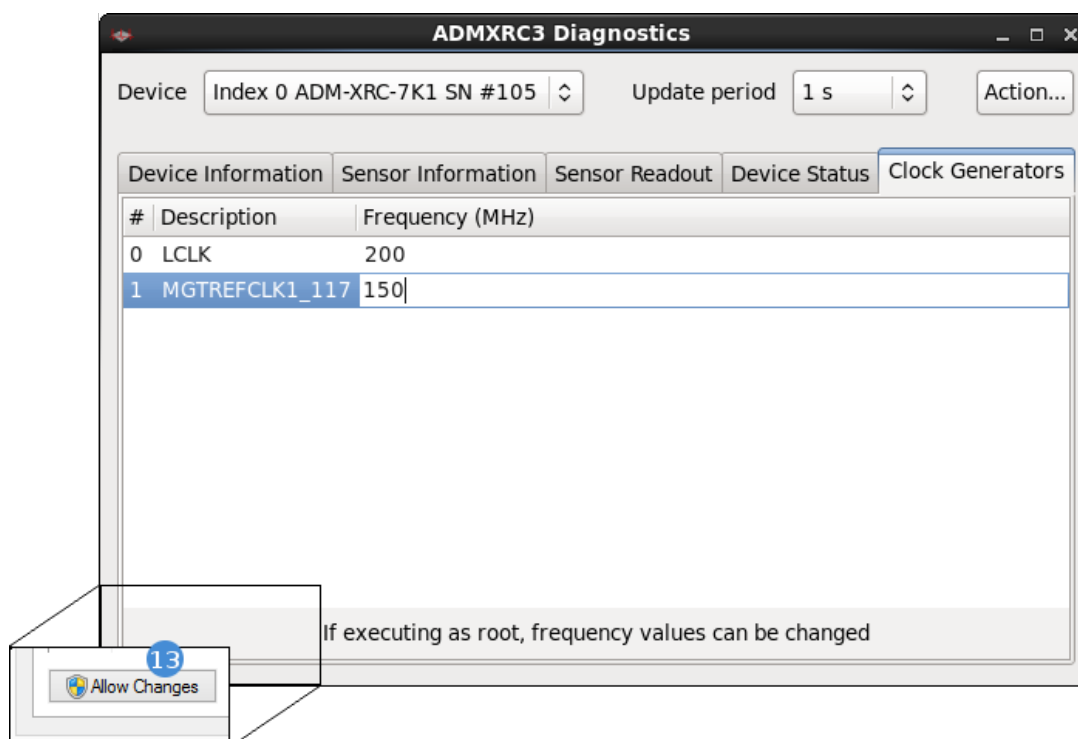 ADMXRC3 Diagnostics
Device Index 0 ADM-XRC-7K1 SN #105 Update period 1 s Action...
Device Information Sensor Information Sensor Readout Device Status Clock Generators
# Description Frequency (MHz)
0 LCLK 200
1 MGTREFCLK1_117 150
If executing as root, frequency values can be changed
13
Allow Changes